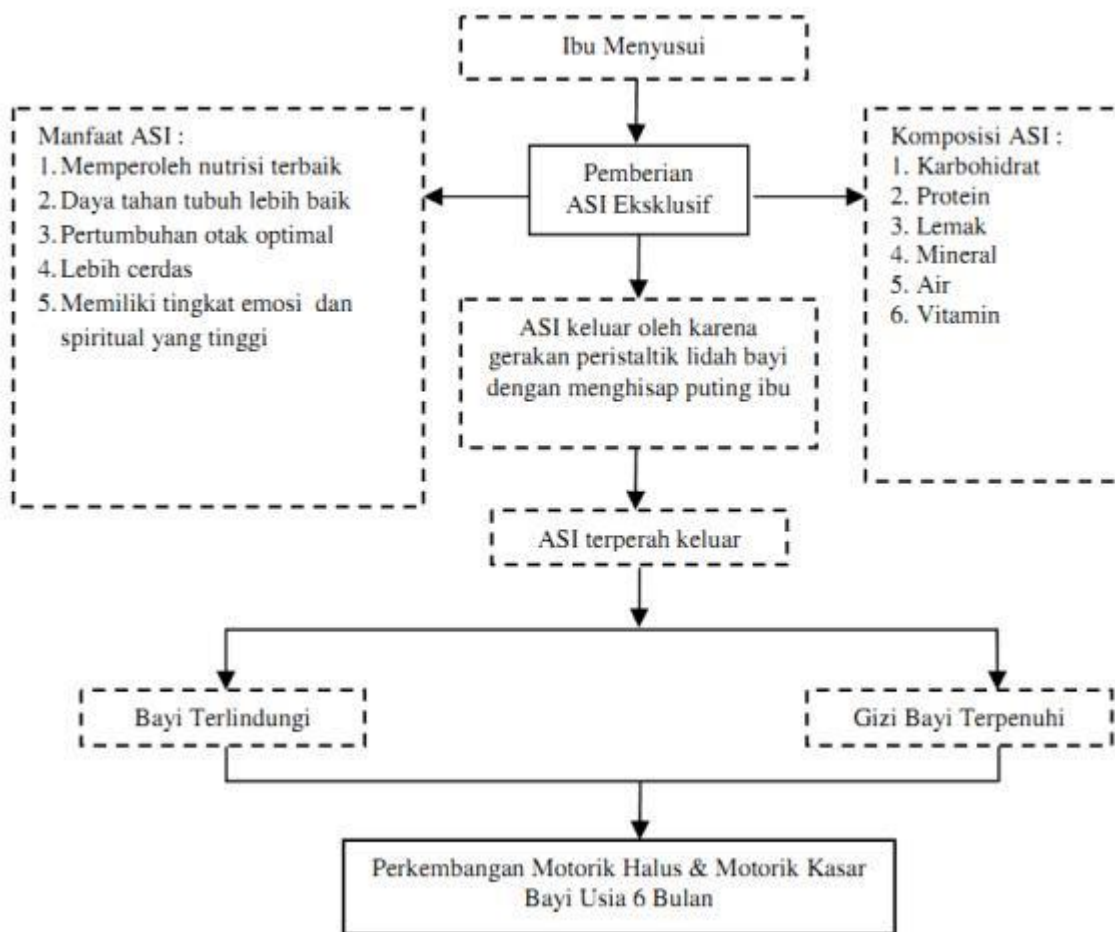 Ibu Menyusui
Manfaat ASI :
1. Memperoleh nutrisi terbaik
2. Daya tahan tubuh lebih baik
3. Pertumbuhan otak optimal
4. Lebih cerdas
5. Memiliki tingkat emosi dan
spiritual yang tinggi
Pemberian
ASI Eksklusif
Komposisi ASI :
1. Karbohidrat
2. Protein
3. Lemak
4. Mineral
5. Air
6. Vitamin
ASI keluar oleh karena
gerakan peristaltik lidah bayi
dengan menghisap puting ibu
ASI terperah keluar
Bayi Terlindungi
Gizi Bayi Terpenuhi
Perkembangan Motorik Halus & Motorik Kasar
Bayi Usia 6 Bulan